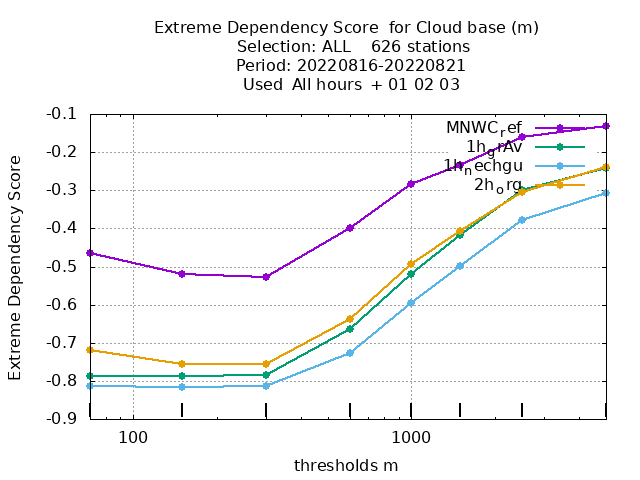 Extreme Dependency Score  for Cloud base (m)
Selection: ALL    626 stations
Period: 20220816-20220821
Used  All hours  + 01 02 03
Extreme Dependency Score
-0.1
-0.2
-0.3
-0.4
-0.5
-0.6
-0.7
-0.8
-0.9
MNWCref
1hgrAv
1hnechgu
2horg
100
1000
thresholds m